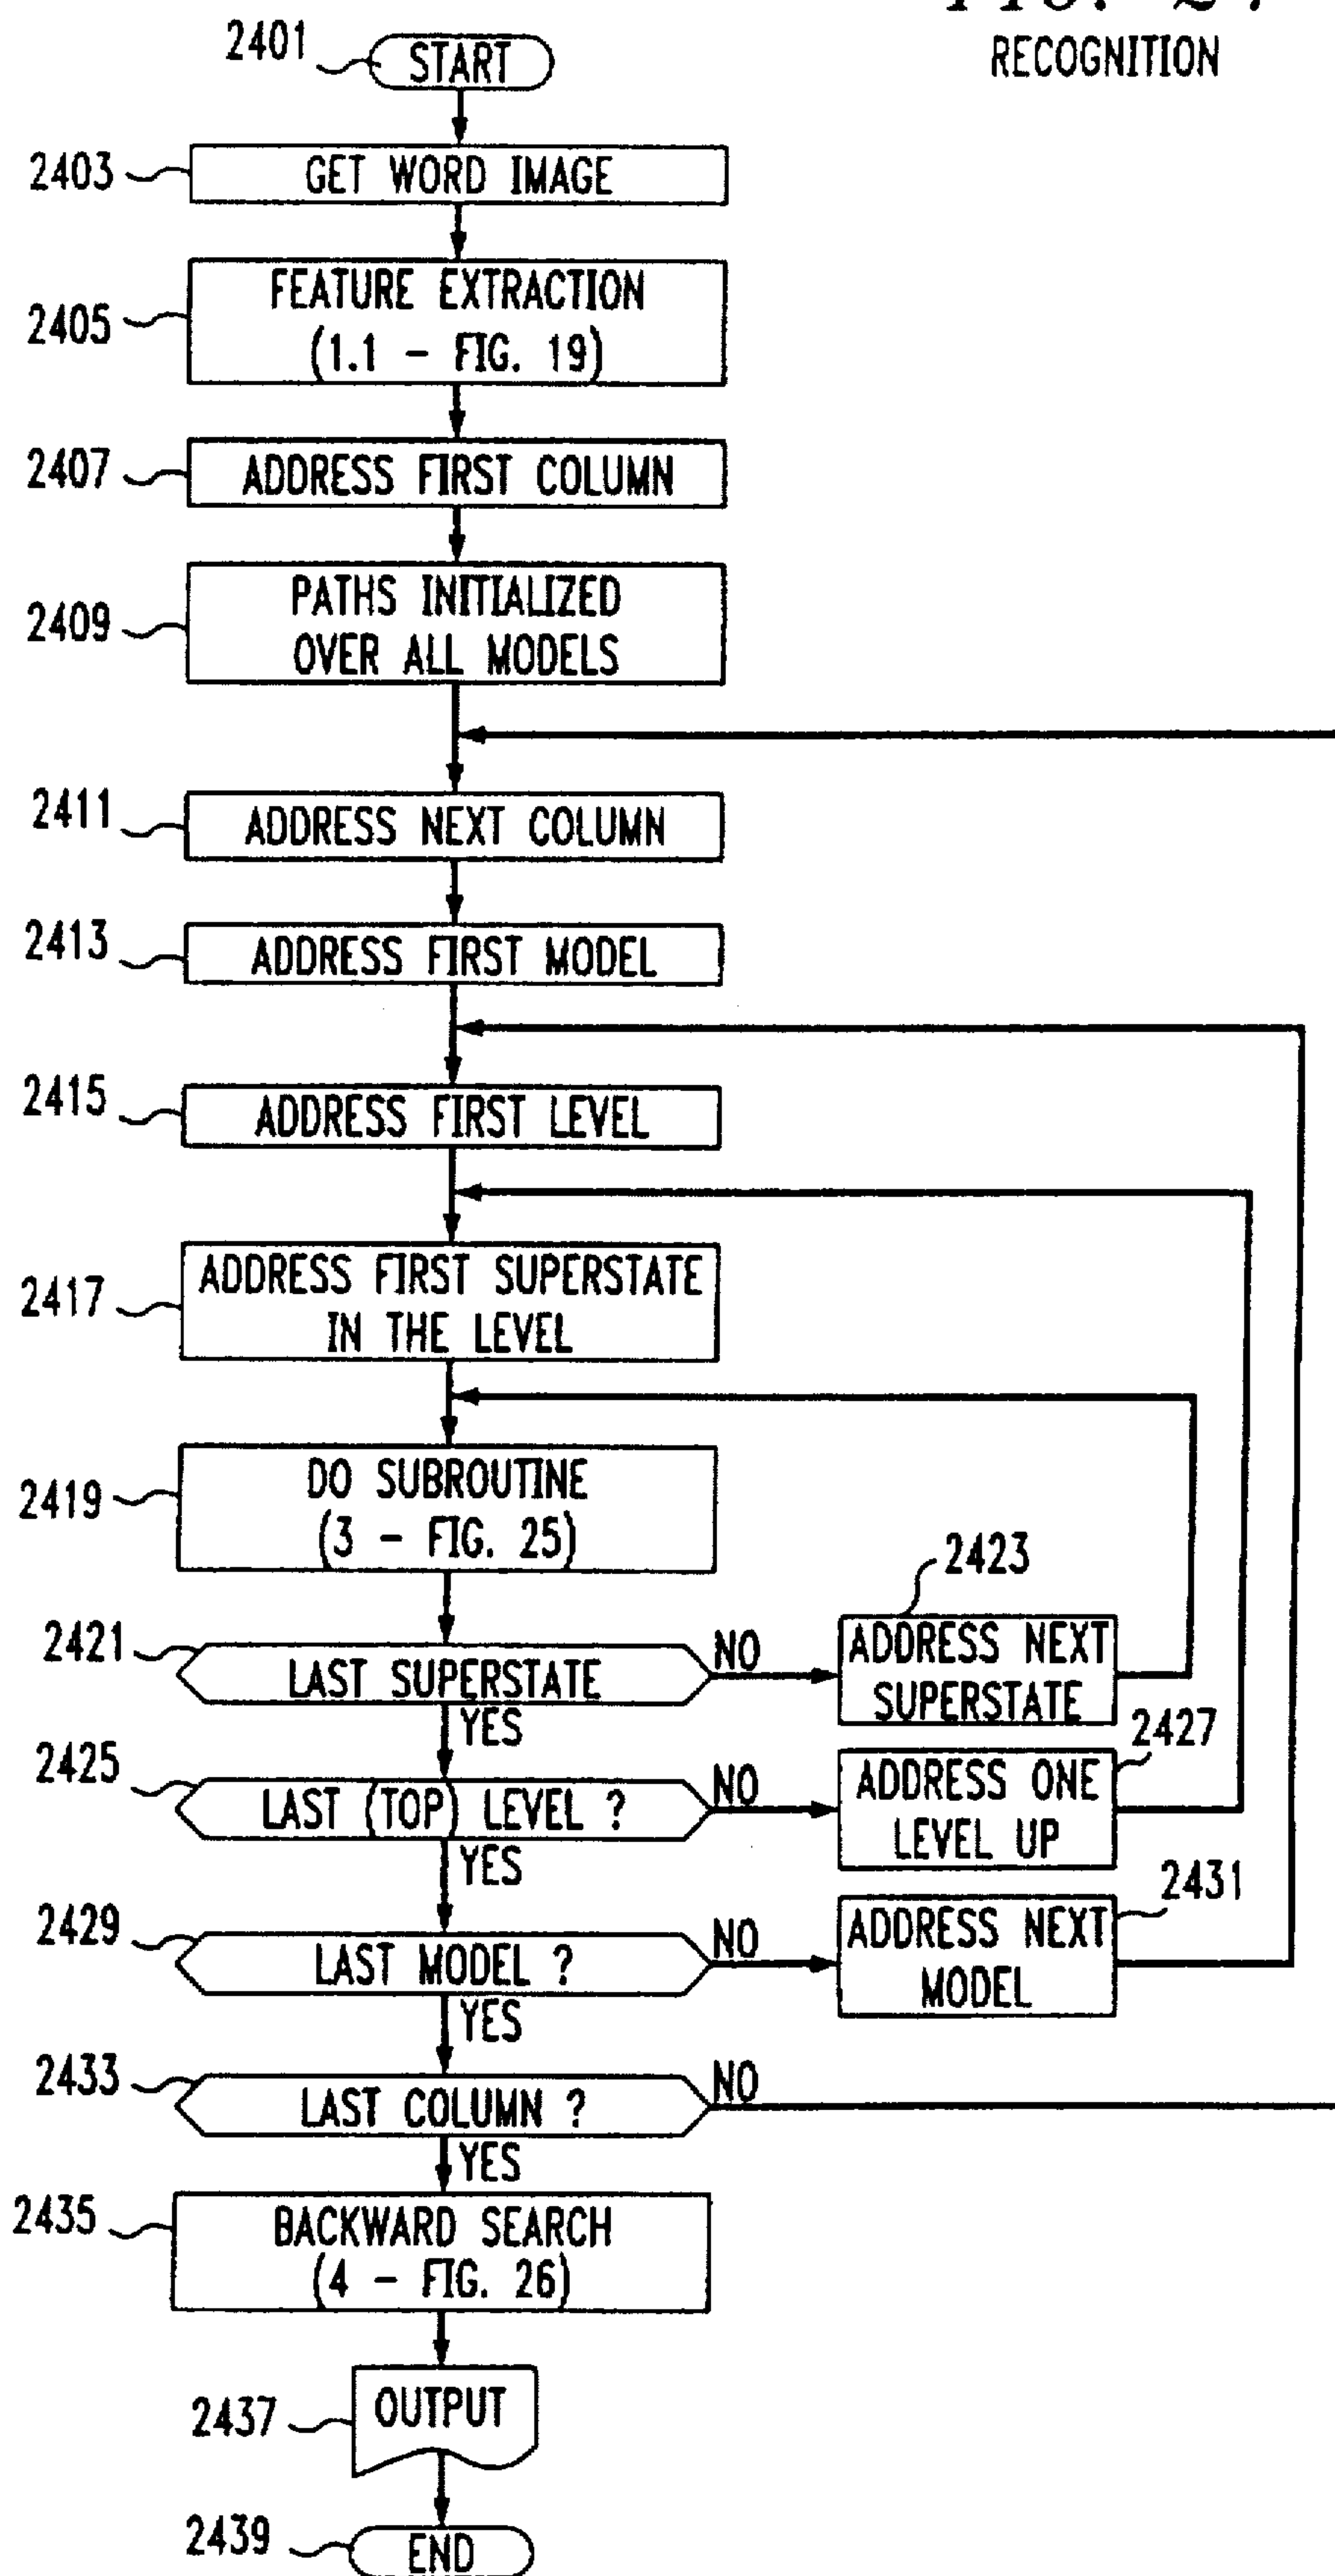 FIG. 24
RECOGNITION
2401
START
2403
GET WORD IMAGE
2405
FEATURE EXTRACTION
(1.1 - FIG. 19)
2407
ADDRESS FIRST COLUMN
2409
PATHS INITIALIZED
OVER ALL MODELS
2411
ADDRESS NEXT COLUMN
2413
ADDRESS FIRST MODEL
2415
ADDRESS FIRST LEVEL
2417
ADDRESS FIRST SUPERSTATE
IN THE LEVEL
2419
DO SUBROUTINE
(3 - FIG. 25)
2421
LAST SUPERSTATE
NO
2423
ADDRESS NEXT
SUPERSTATE
YES
2425
LAST (TOP) LEVEL ?
NO
2427
ADDRESS ONE
LEVEL UP
YES
2429
LAST MODEL ?
NO
2431
ADDRESS NEXT
MODEL
YES
2433
LAST COLUMN ?
NO
YES
2435
BACKWARD SEARCH
(4 - FIG. 26)
2437
OUTPUT
2439
END